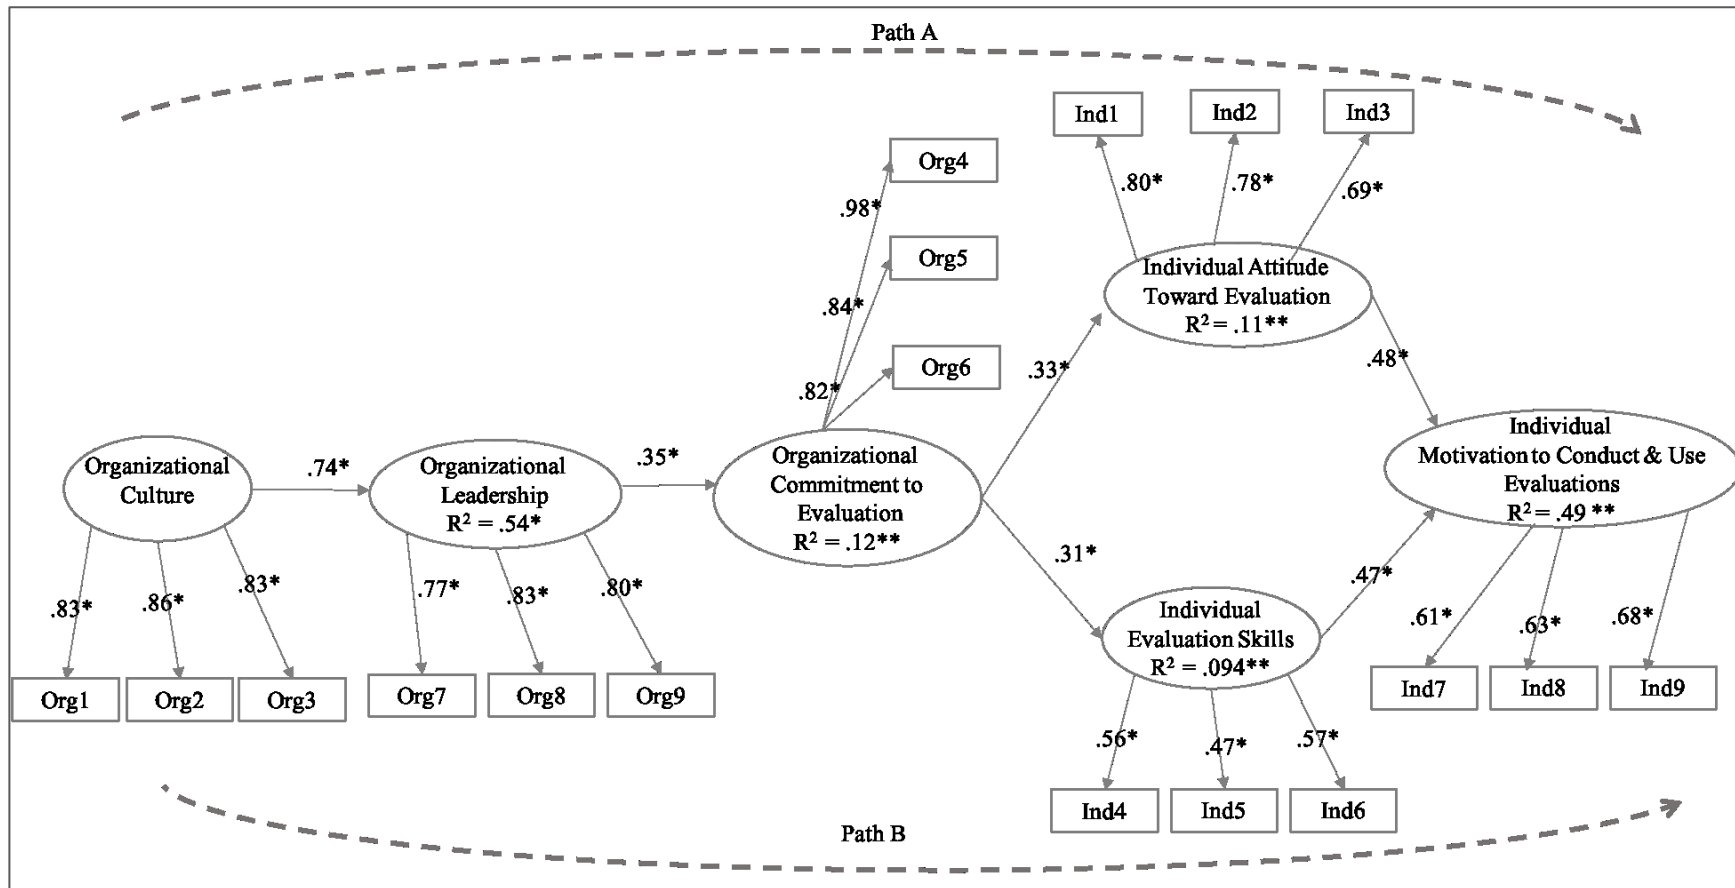 Path A
Ind1
Ind2
Ind3
Org4
.80*
.78*
.69*
.98*
Org5
Individual Attitude
Toward Evaluation
R² = .11**
.84*
Org6
.33*
.48*
.82*
Organizational
Culture
.74*
Organizational
Leadership
R² = .54*
.35*
Organizational
Commitment to
Evaluation
R² = .12**
Individual
Motivation to Conduct & Use
Evaluations
R² = .49 **
.31*
.47*
.83*
.86*
.83*
.77*
.83*
.80*
Individual
Evaluation Skills
R² = .094**
.61*
.63*
.68*
Org1
Org2
Org3
Org7
Org8
Org9
Ind7
Ind8
Ind9
.56*
.47*
.57*
Ind4
Ind5
Ind6
Path B